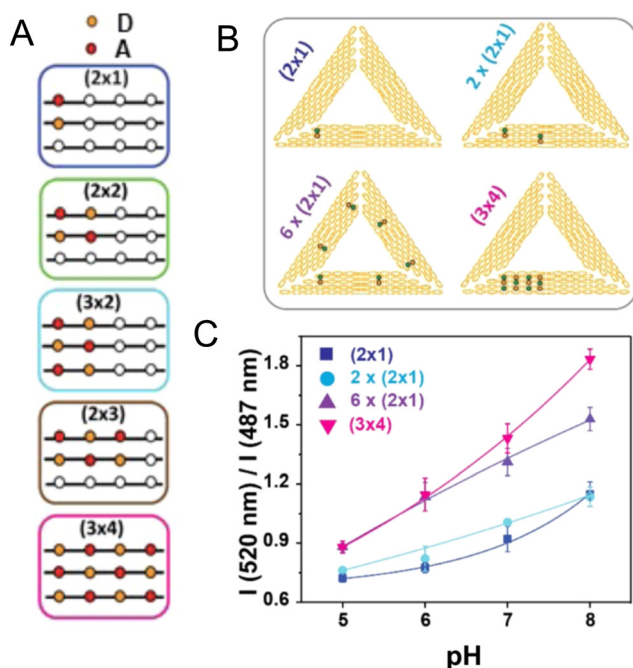 A
D
A
(2x1)
(2x2)
(3x2)
(2x3)
(3x4)
B
(2x1)
2 x (2x1)
6 x (2x1)
(3x4)
C
I (520 nm) / I (487 nm)
1.8
1.5
1.2
0.9
0.6
(2x1)
2 x (2x1)
6 x (2x1)
(3x4)
5 6 7 8
pH